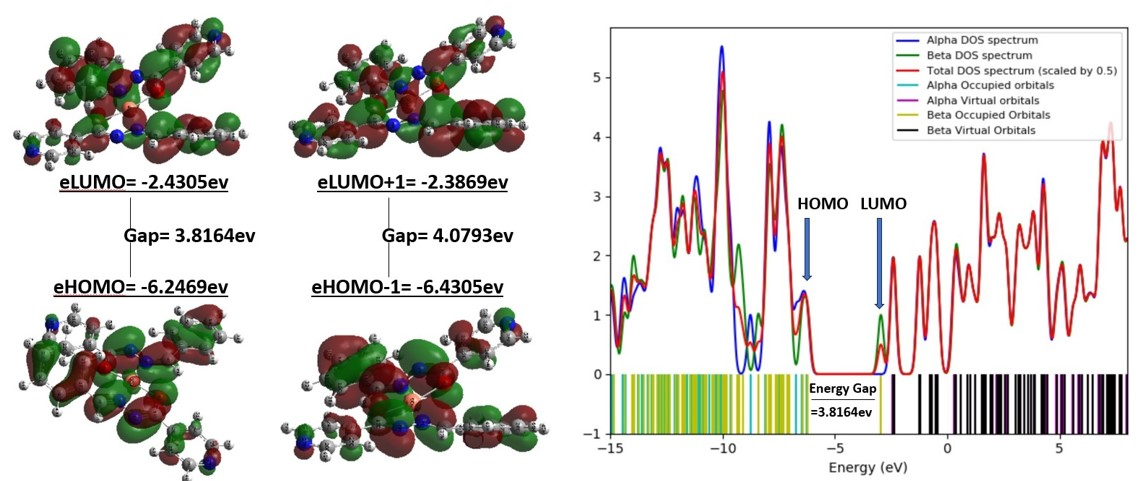 eLUMO= -2.4305ev
eLUMO+1= -2.3869ev
Gap= 3.8164ev
Gap= 4.0793ev
eHOMO= -6.2469ev
eHOMO-1= -6.4305ev
Alpha DOS spectrum
Beta DOS spectrum
Total DOS spectrum (scaled by 0.5)
Alpha Occupied orbitals
Alpha Virtual orbitals
Beta Occupied Orbitals
Beta Virtual Orbitals
HOMO
LUMO
Energy Gap
=3.8164ev
5
4
3
2
1
0
−1
−15
−10
−5
0
5
Energy (eV)